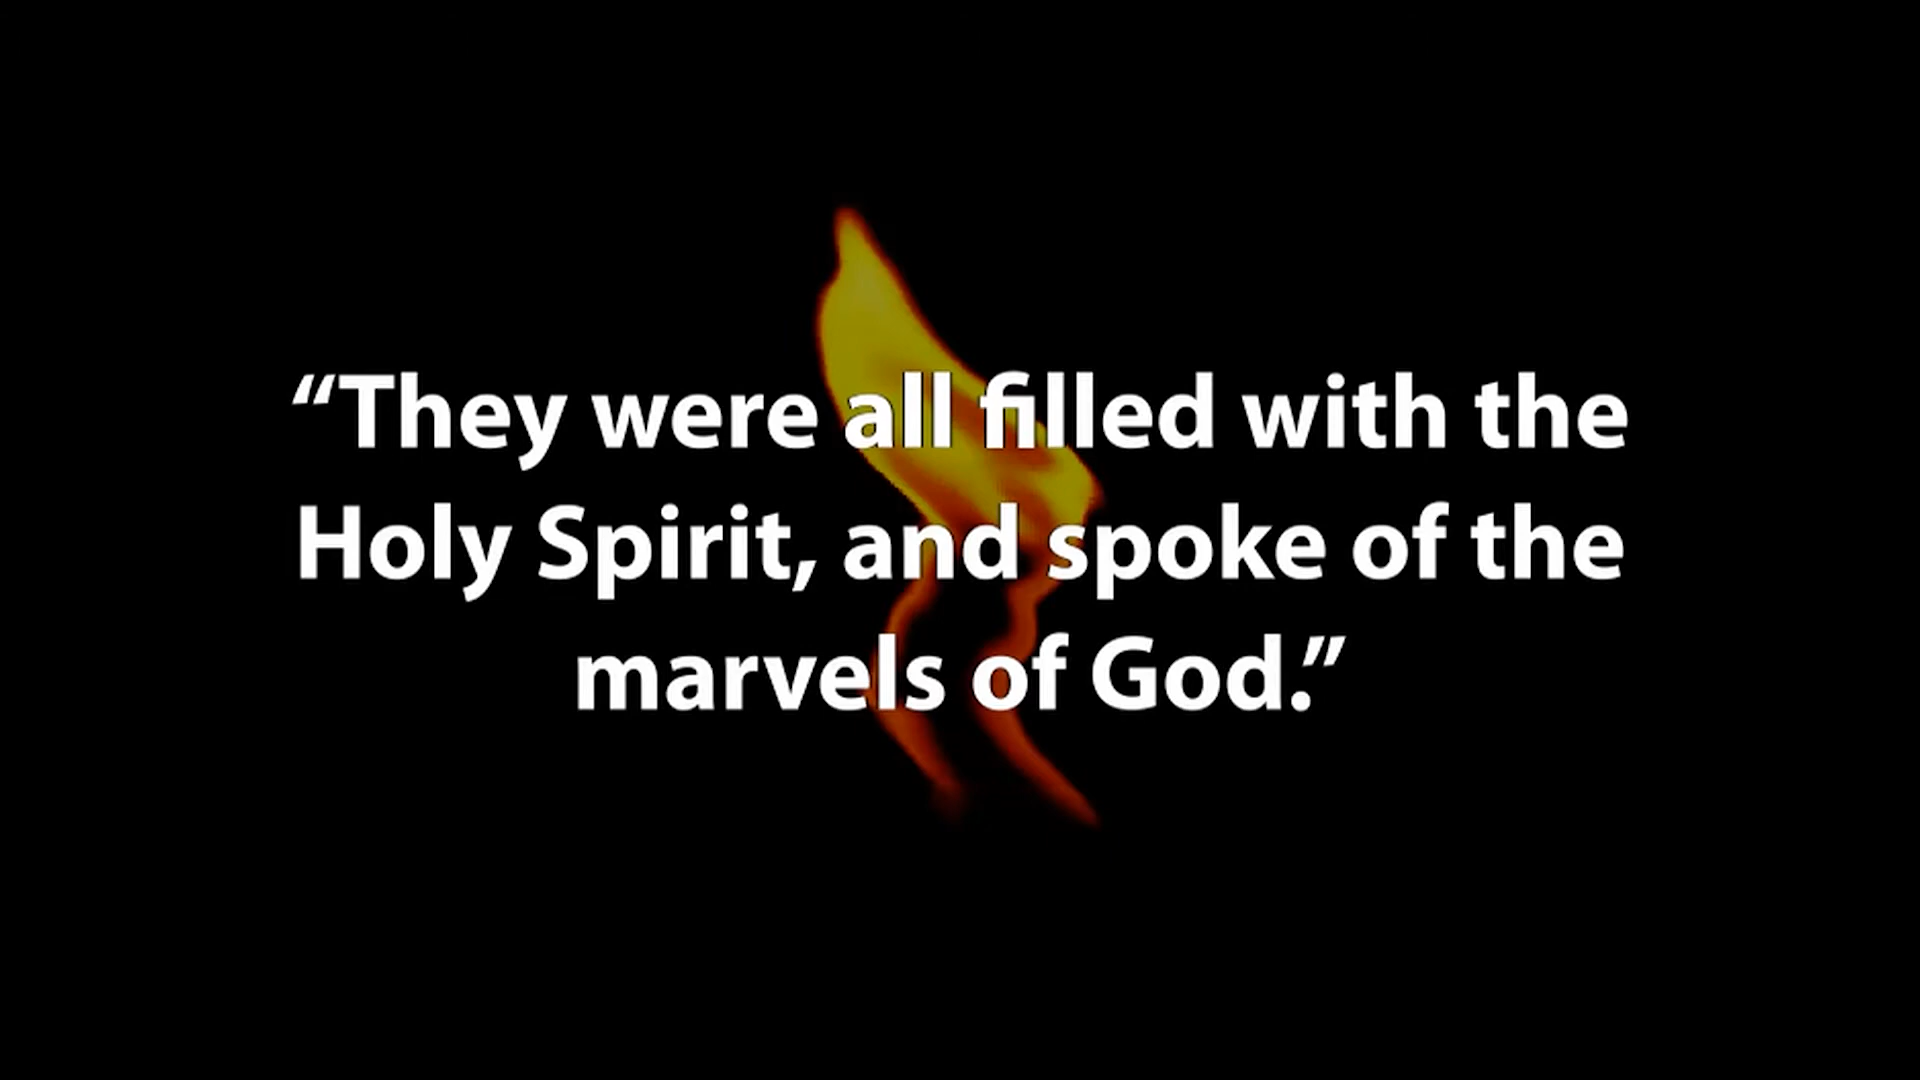 “They were all filled with the
Holy Spirit, and spoke of the
marvels of God.”